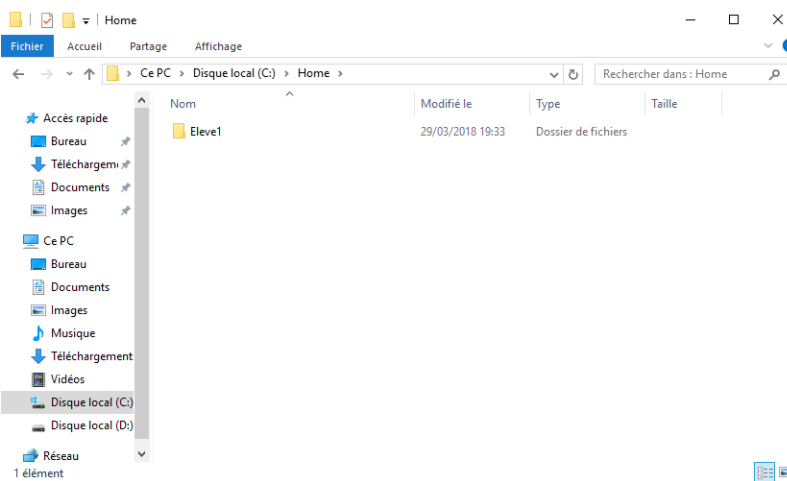 Home
Fichier Accueil Partage Affichage
Ce PC > Disque local (C:) > Home >
Rechercher dans : Home
Nom Modifié le Type Taille
Eleve1 29/03/2018 19:33 Dossier de fichiers
Accès rapide
Bureau
Téléchargem
Documents
Images
Ce PC
Bureau
Documents
Images
Musique
Téléchargement
Vidéos
Disque local (C:)
Disque local (D:)
Réseau
1 élément